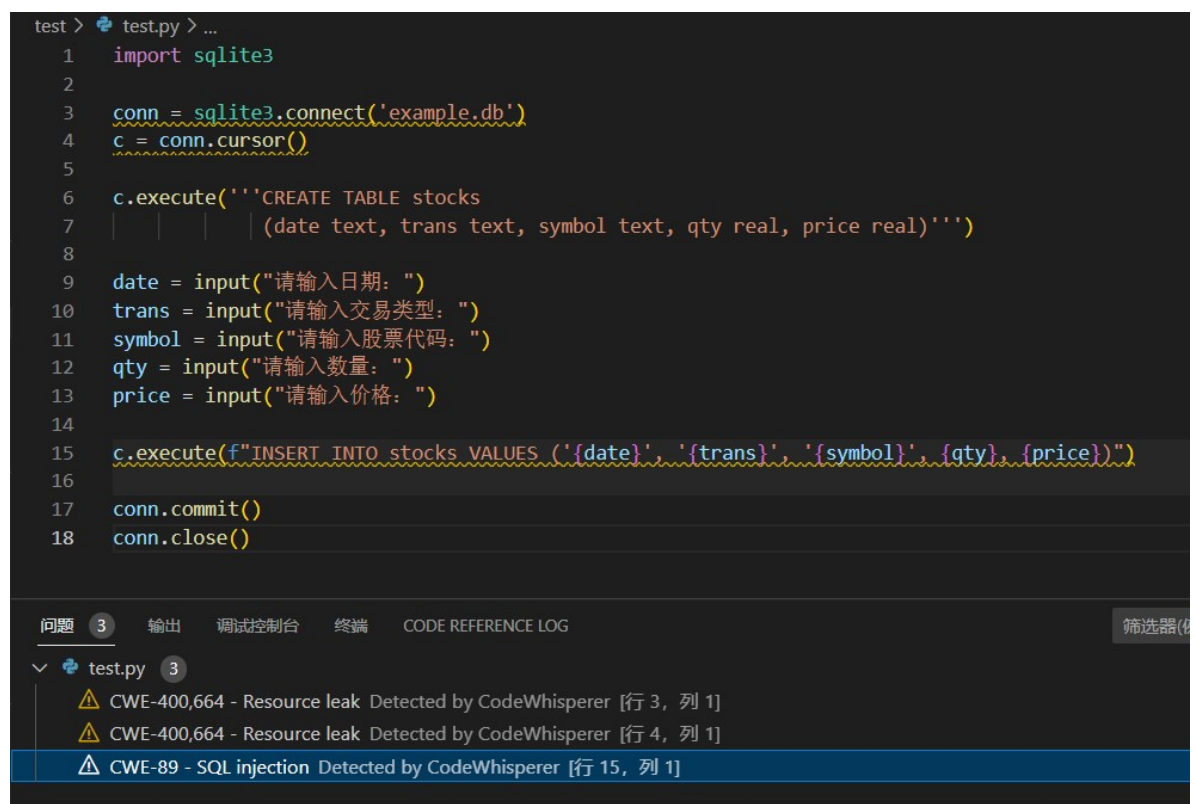 test > test.py > ...
1 import sqlite3
2
3 conn = sqlite3.connect('example.db')
4 c = conn.cursor()
5
6 c.execute('''CREATE TABLE stocks
7 (date text, trans text, symbol text, qty real, price real)''')
8
9 date = input("请输入日期：")
10 trans = input("请输入交易类型：")
11 symbol = input("请输入股票代码：")
12 qty = input("请输入数量：")
13 price = input("请输入价格：")
14
15 c.execute(f"INSERT INTO stocks VALUES ('{date}', '{trans}', '{symbol}', {qty}, {price})")
16
17 conn.commit()
18 conn.close()
问题 3 输出 调试控制台 终端 CODE REFERENCE LOG 筛选器(
test.py 3
CWE-400,664 - Resource leak Detected by CodeWhisperer [行 3，列 1]
CWE-400,664 - Resource leak Detected by CodeWhisperer [行 4，列 1]
CWE-89 - SQL injection Detected by CodeWhisperer [行 15，列 1]